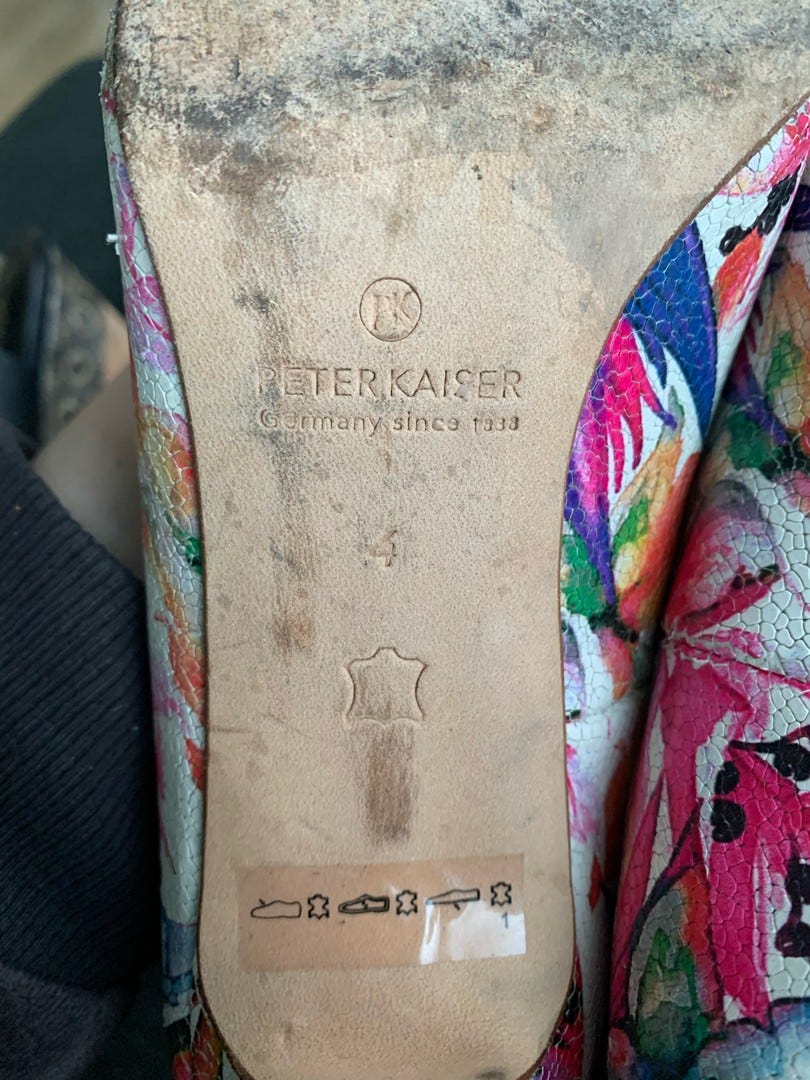 PK
PETER KAISER
Germany since 1838
4
1